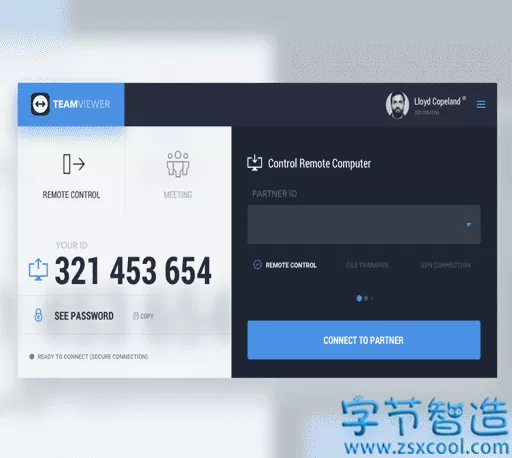 TEAMVIEWER
Lloyd Copeland
REMOTE CONTROL
MEETING
YOUR ID
321 453 654
SEE PASSWORD
COPY
READY TO CONNECT (SECURE CONNECTION)
Control Remote Computer
PARTNER ID
REMOTE CONTROL
FILE TRANSFER
VPN CONNECTION
CONNECT TO PARTNER
字节智造
www.zsxcool.com